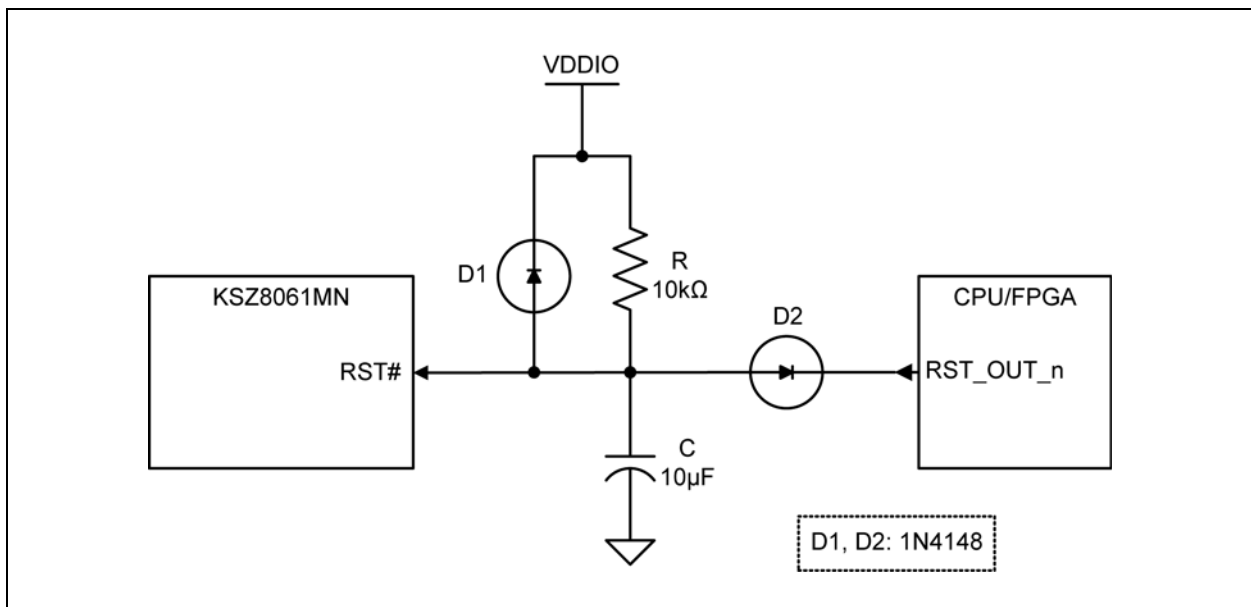 VDDIO
D1
R
10kΩ
KSZ8061MN
RST#
D2
CPU/FPGA
RST_OUT_n
C
10µF
D1, D2: 1N4148